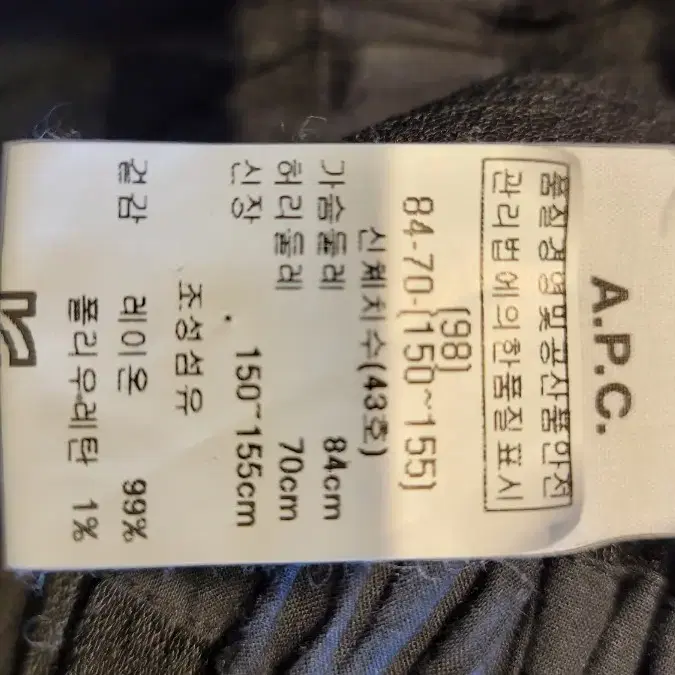 A.P.C.
품질경영및공산품안전
관리법에의한품질표시
(98)
84-70-(150~155)
신체치수(43호)
가슴둘레 84cm
허리둘레 70cm
신장 150~155cm
조성섬유
겉감 레이온 99%
폴리우레탄 1%